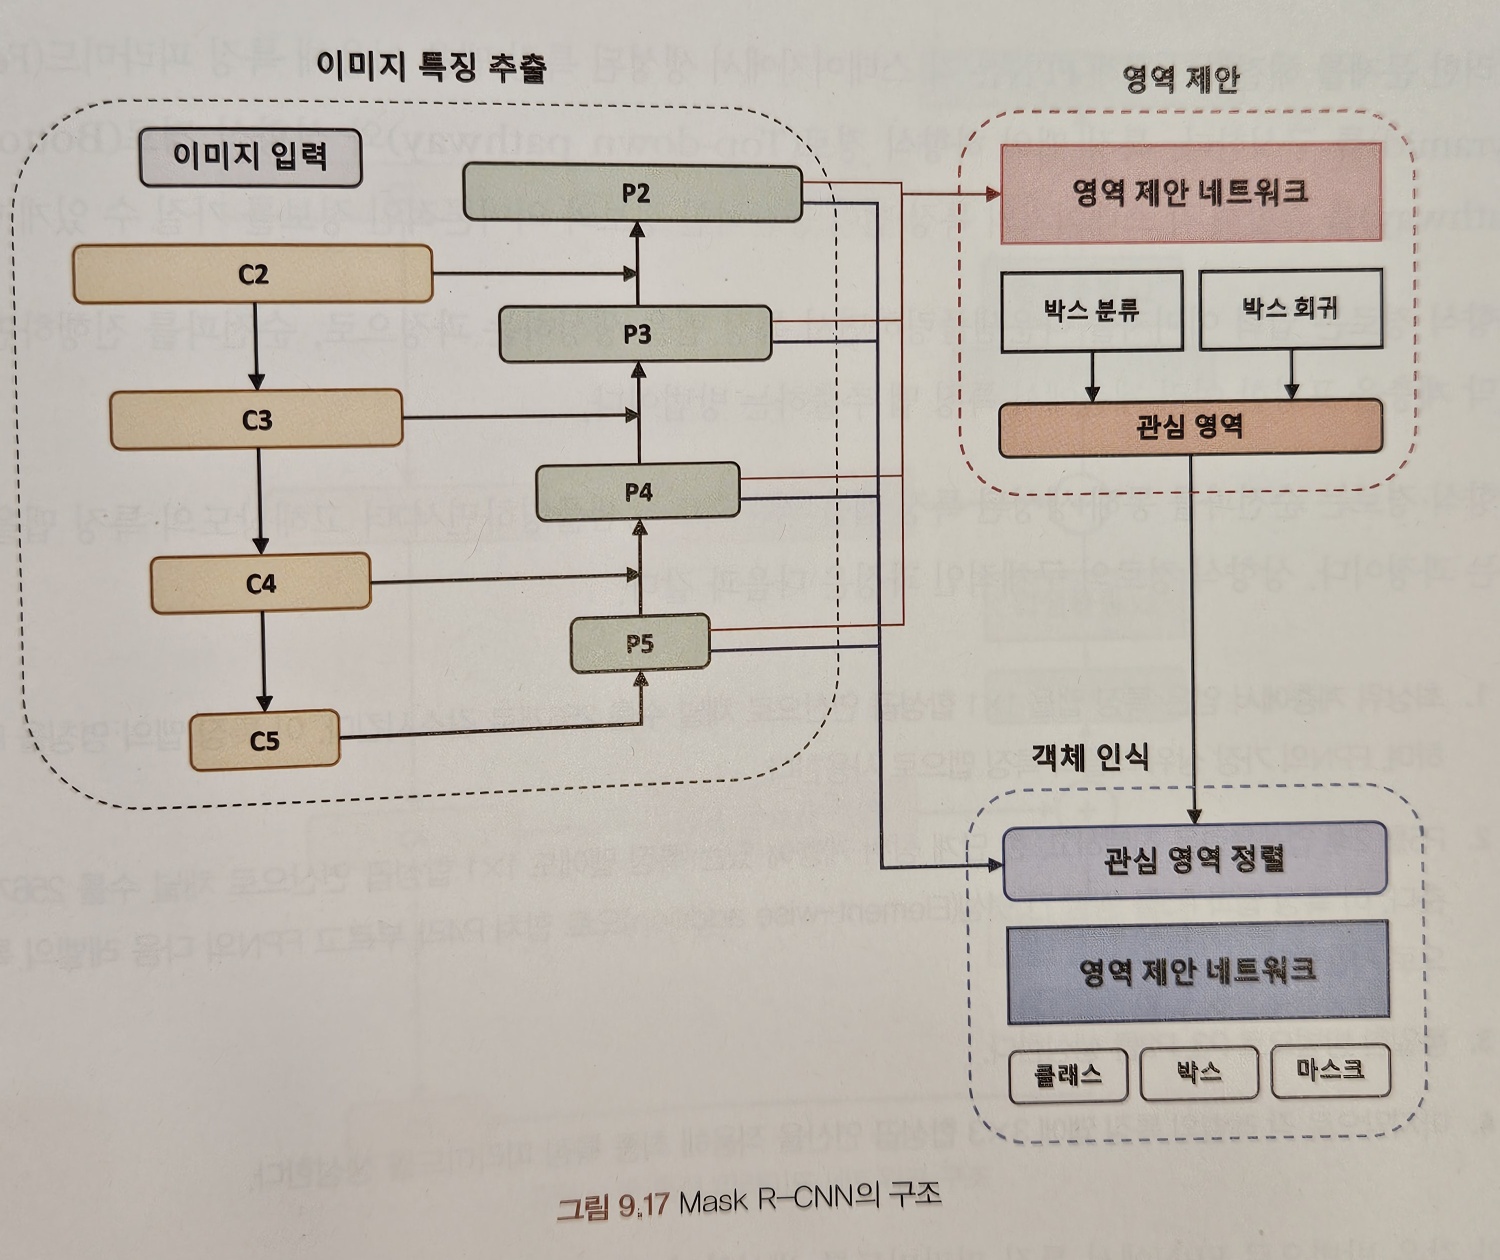 이미지 특징 추출
이미지 입력
C2
C3
C4
C5
P2
P3
P4
P5
영역 제안
영역 제안 네트워크
박스 분류
박스 회귀
관심 영역
객체 인식
관심 영역 정렬
영역 제안 네트워크
클래스
박스
마스크
그림 9.17 Mask R-CNN의 구조